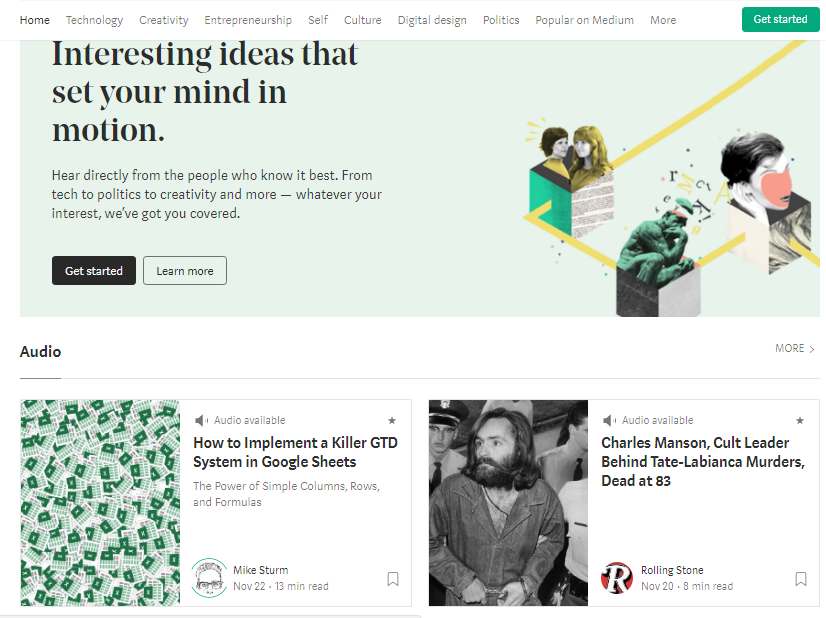 Home Technology Creativity Entrepreneurship Self Culture Digital design Politics Popular on Medium More Get started
Interesting ideas that
set your mind in
motion.
Hear directly from the people who know it best. From
tech to politics to creativity and more — whatever your
interest, we’ve got you covered.
Get started Learn more
Audio
MORE
Audio available
How to Implement a Killer GTD
System in Google Sheets
The Power of Simple Columns, Rows,
and Formulas
Mike Sturm
Nov 22 · 13 min read
Audio available
Charles Manson, Cult Leader
Behind Tate-Labianca Murders,
Dead at 83
R
Rolling Stone
Nov 20 · 8 min read